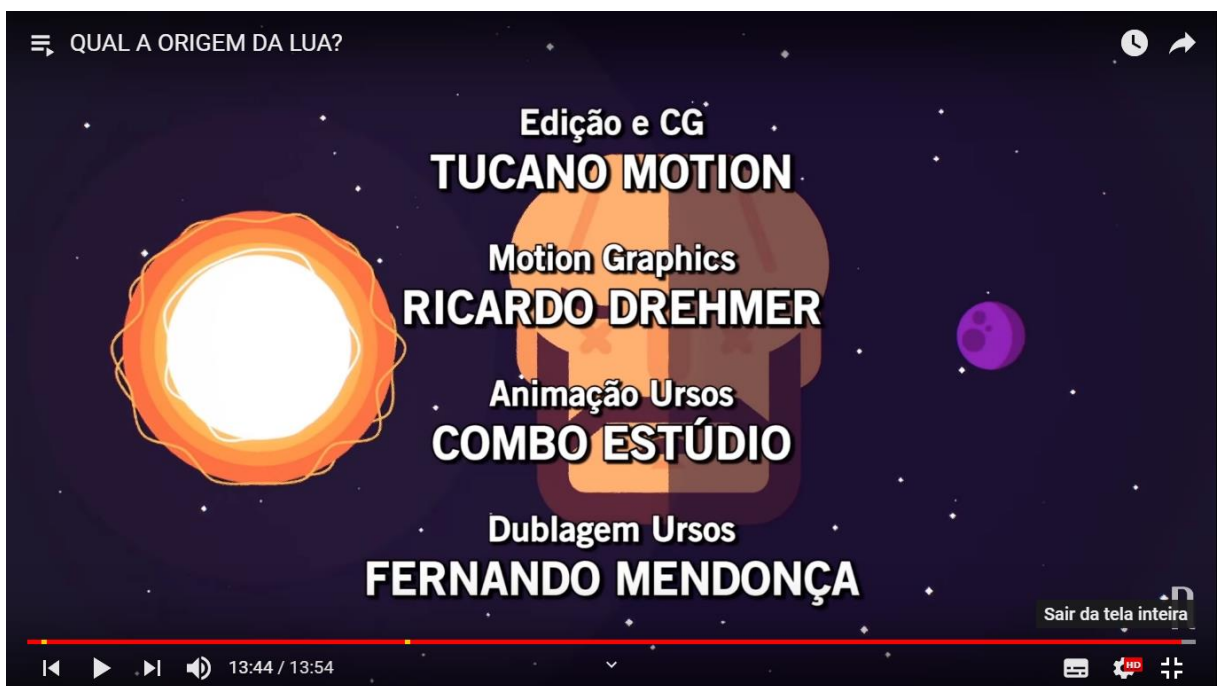 QUAL A ORIGEM DA LUA?
Edição e CG
TUCANO MOTION
Motion Graphics
RICARDO DREHMER
Animação Ursos
COMBO ESTÚDIO
Dublagem Ursos
FERNANDO MENDONÇA
Sair da tela inteira
13:44 / 13:54
HD